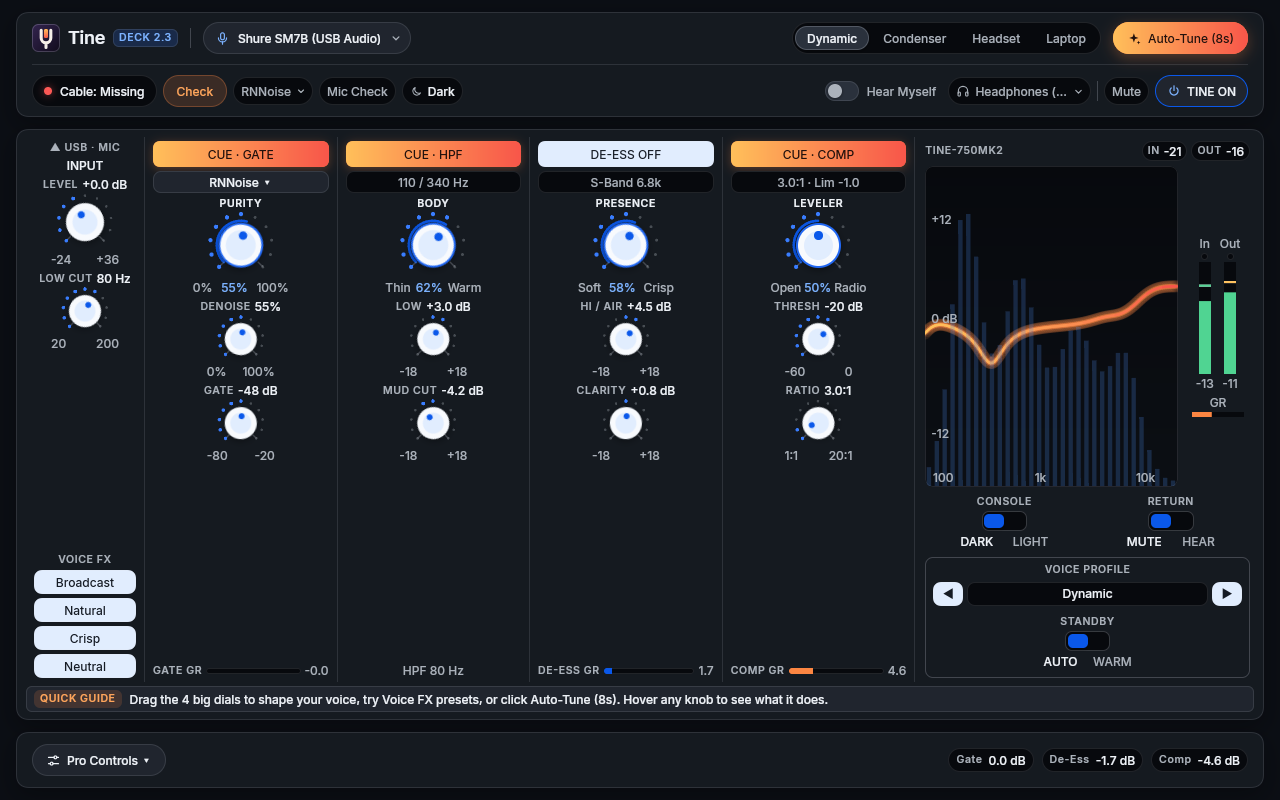 Tine DECK 2.3 Shure SM7B (USB Audio) Dynamic Condenser Headset Laptop Auto-Tune (8s)
Cable: Missing Check RNNoise Mic Check Dark Hear Myself Headphones (... Mute TINE ON
USB · MIC
INPUT
LEVEL +0.0 dB
-24 +36
LOW CUT 80 Hz
20 200
VOICE FX
Broadcast
Natural
Crisp
Neutral
CUE · GATE
RNNoise
PURITY
0% 55% 100%
DENOISE 55%
0% 100%
GATE -48 dB
-80 -20
GATE GR -0.0
CUE · HPF
110 / 340 Hz
BODY
Thin 62% Warm
LOW +3.0 dB
-18 +18
MUD CUT -4.2 dB
-18 +18
HPF 80 Hz
DE-ESS OFF
S-Band 6.8k
PRESENCE
Soft 58% Crisp
HI / AIR +4.5 dB
-18 +18
CLARITY +0.8 dB
-18 +18
DE-ESS GR 1.7
CUE · COMP
3.0:1 · Lim -1.0
LEVELER
Open 50% Radio
THRESH -20 dB
-60 0
RATIO 3.0:1
1:1 20:1
COMP GR 4.6
TINE-750MK2 IN -21 OUT -16
+12
0 dB
-12
100 1k 10k
In Out
-13 -11
GR
CONSOLE RETURN
DARK LIGHT MUTE HEAR
VOICE PROFILE
Dynamic
STANDBY
AUTO WARM
QUICK GUIDE Drag the 4 big dials to shape your voice, try Voice FX presets, or click Auto-Tune (8s). Hover any knob to see what it does.
Pro Controls Gate 0.0 dB De-Ess -1.7 dB Comp -4.6 dB